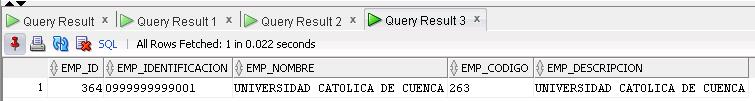 Query Result x Query Result 1 x Query Result 2 x Query Result 3 x
SQL | All Rows Fetched: 1 in 0.022 seconds
EMP_ID EMP_IDENTIFICACION EMP_NOMBRE EMP_CODIGO EMP_DESCRIPCION
1 364 0999999999001 UNIVERSIDAD CATOLICA DE CUENCA 263 UNIVERSIDAD CATOLICA DE CUENCA